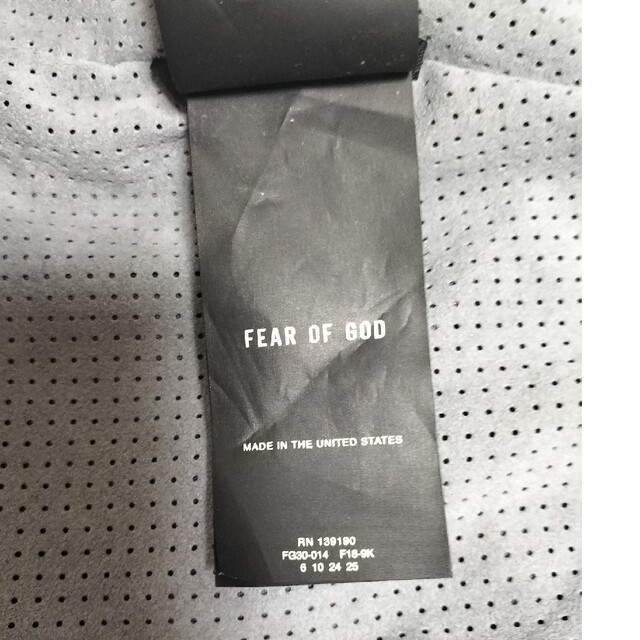 FEAR OF GOD
MADE IN THE UNITED STATES
RN 139190
FG30-014 F18-9K
6 10 24 25